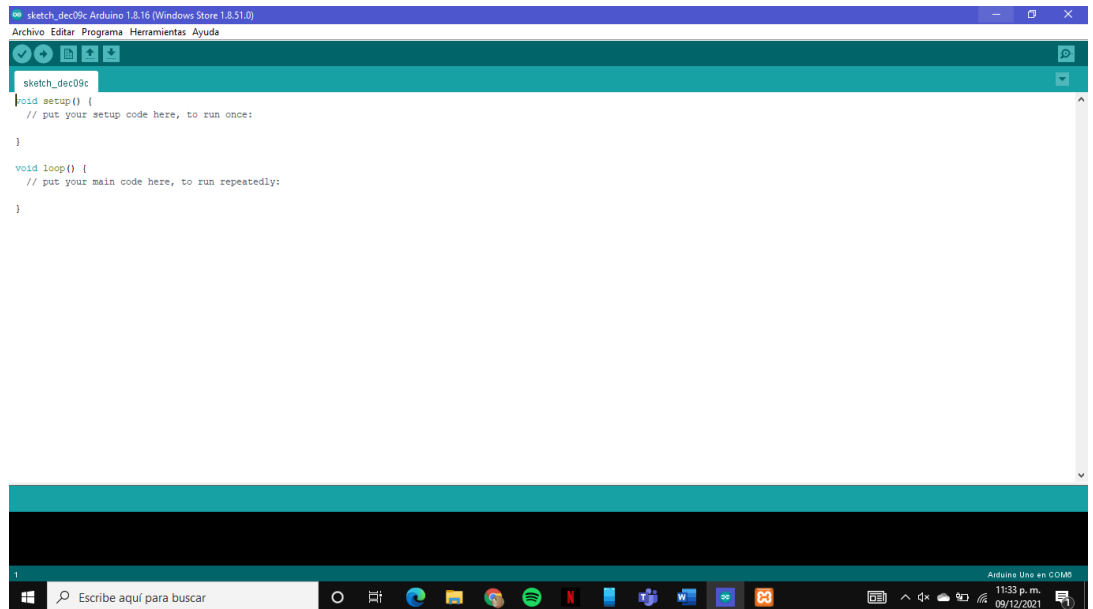 sketch_dec09c Arduino 1.8.16 (Windows Store 1.8.51.0)
Archivo Editar Programa Herramientas Ayuda
sketch_dec09c
void setup() {
// put your setup code here, to run once:
}
void loop() {
// put your main code here, to run repeatedly:
}
1
Arduino Uno en COM6
Escribe aquí para buscar
11:33 p. m.
09/12/2021